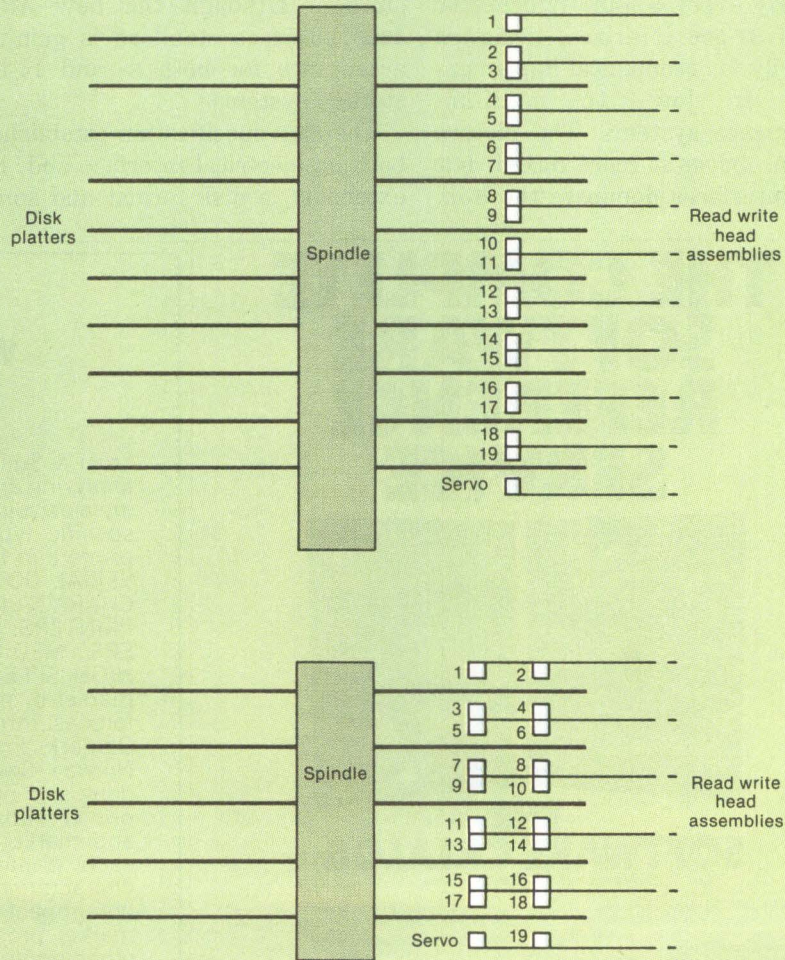 1
2
3
4
5
6
7
8
9
Disk
platters
Spindle
Read write
head
assemblies
10
11
12
13
14
15
16
17
18
19
Servo
1 2
3 4
5 6
7 8
9 10
Spindle
Disk
platters
Read write
head
assemblies
11 12
13 14
15 16
17 18
Servo 19